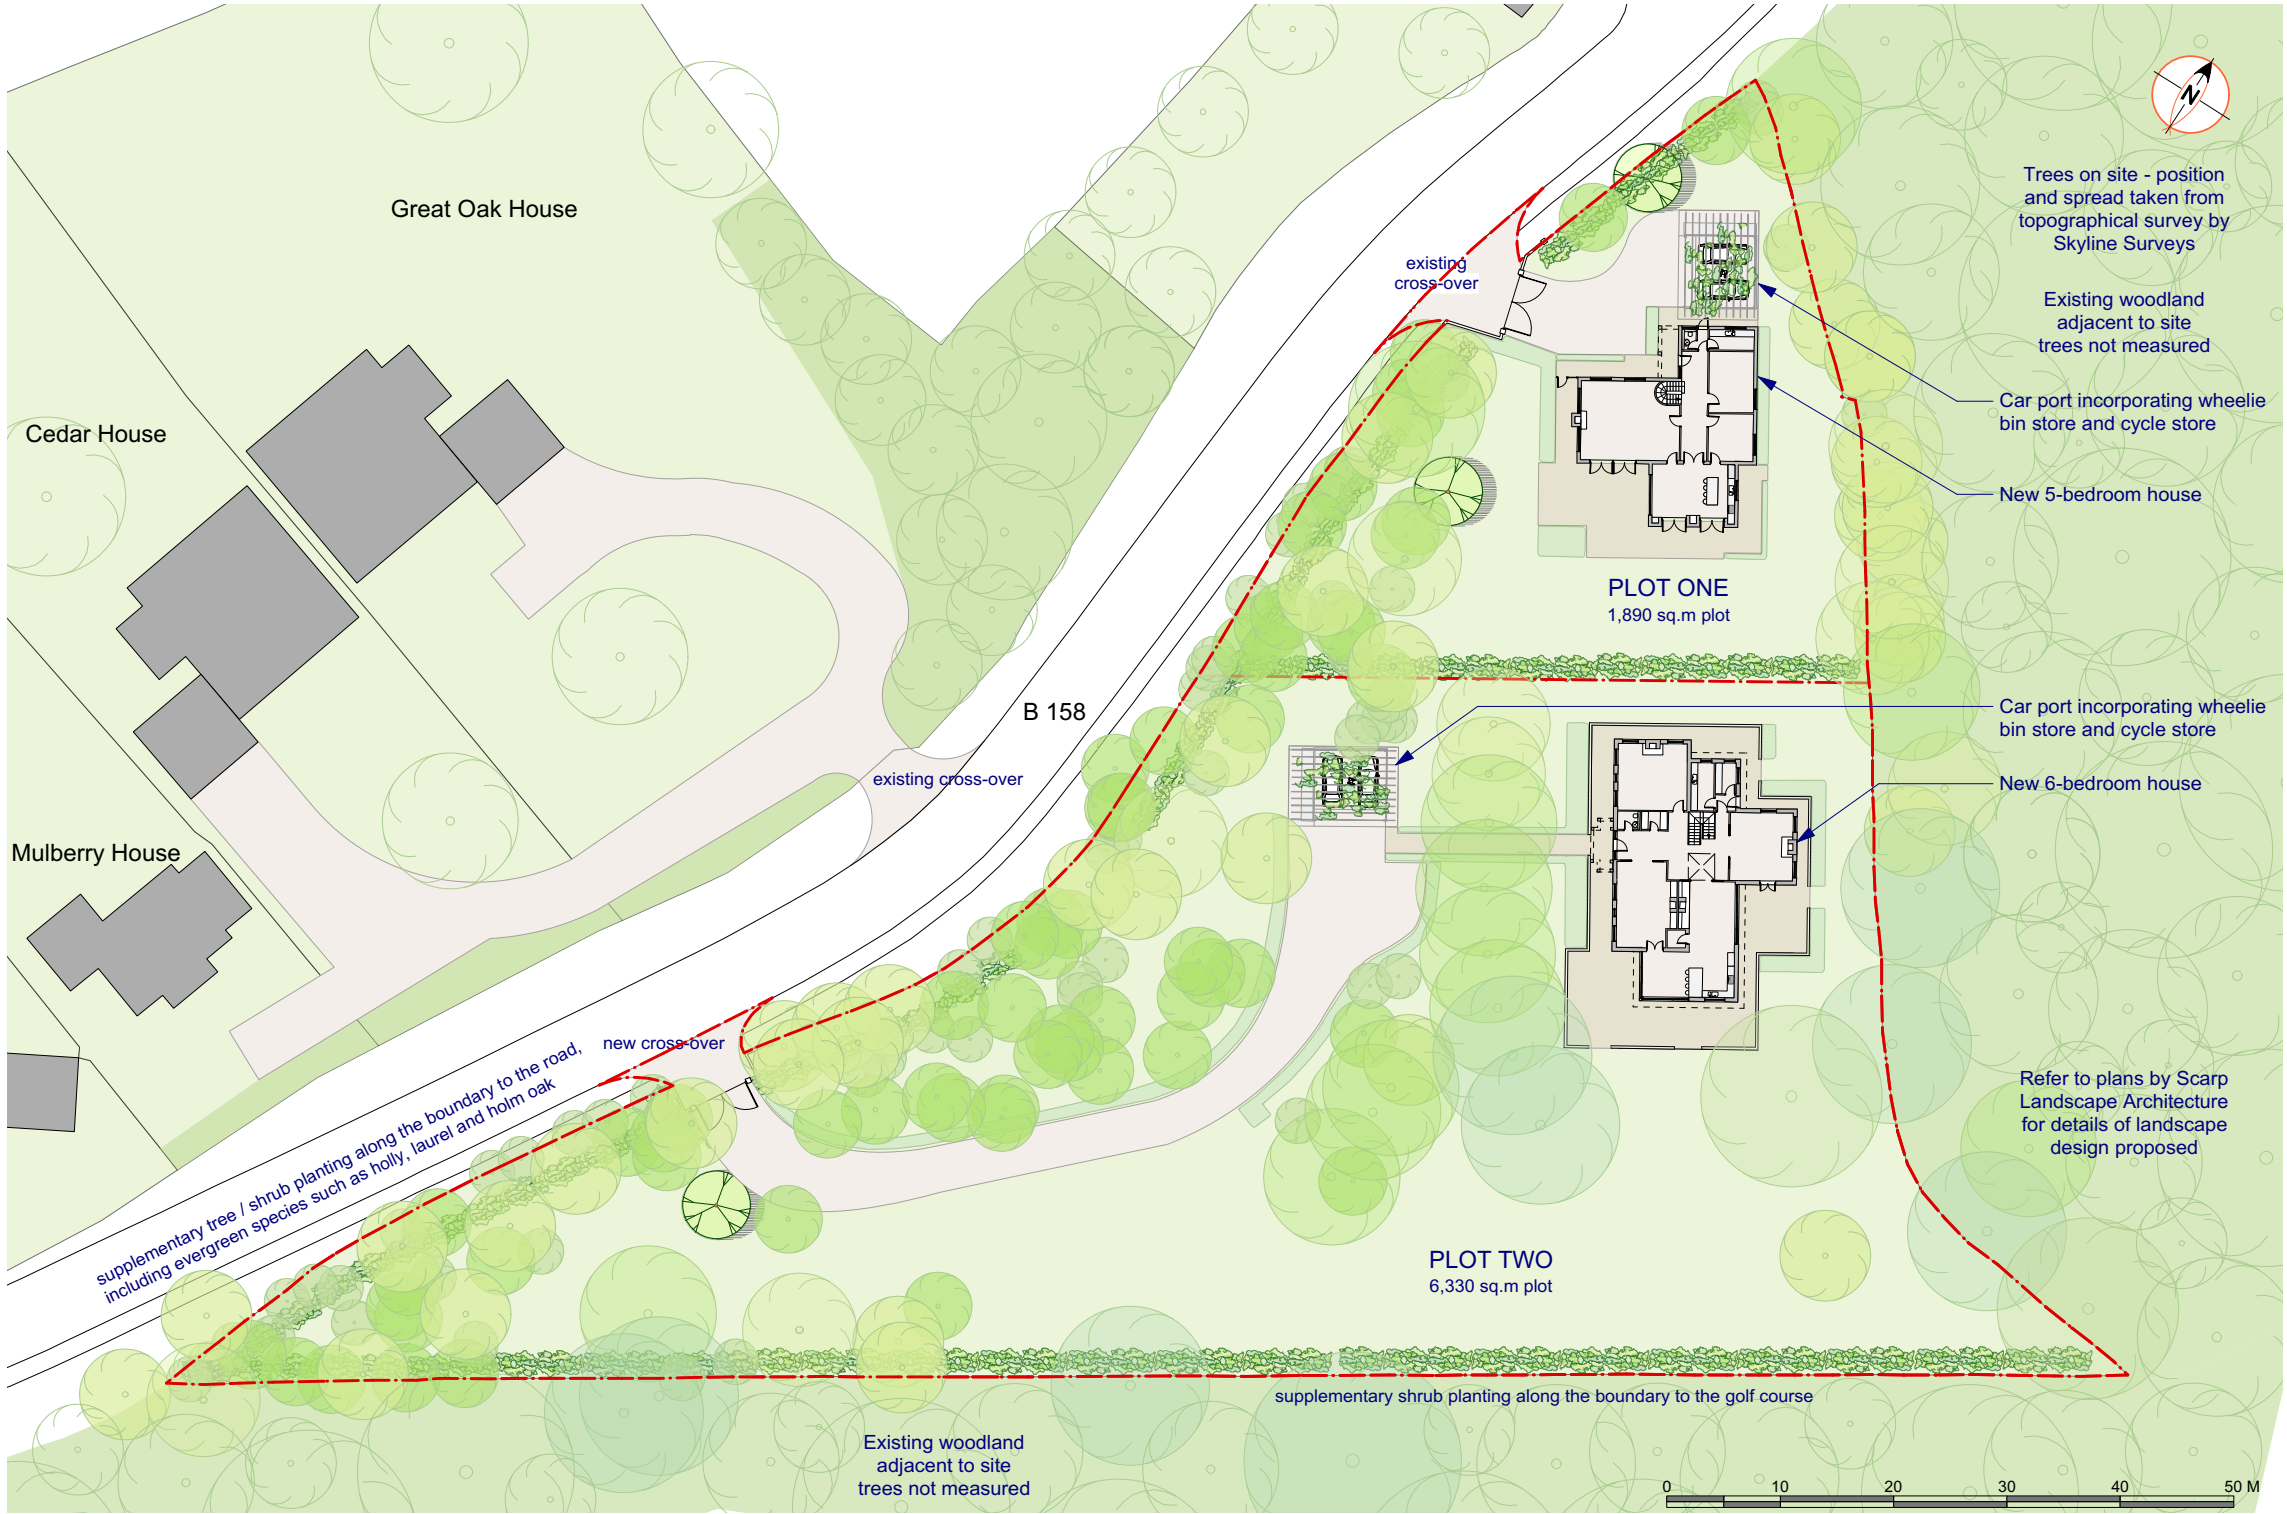 Great Oak House
Cedar House
Mulberry House
B 158
existing
cross-over
existing cross-over
new cross-over
supplementary tree / shrub planting along the boundary to the road,
including evergreen species such as holly, laurel and holm oak
N
Trees on site - position
and spread taken from
topographical survey by
Skyline Surveys
Existing woodland
adjacent to site
trees not measured
Car port incorporating wheelie
bin store and cycle store
New 5-bedroom house
PLOT ONE
1,890 sq.m plot
Car port incorporating wheelie
bin store and cycle store
New 6-bedroom house
Refer to plans by Scarp
Landscape Architecture
for details of landscape
design proposed
PLOT TWO
6,330 sq.m plot
supplementary shrub planting along the boundary to the golf course
Existing woodland
adjacent to site
trees not measured
0 10 20 30 40 50 M